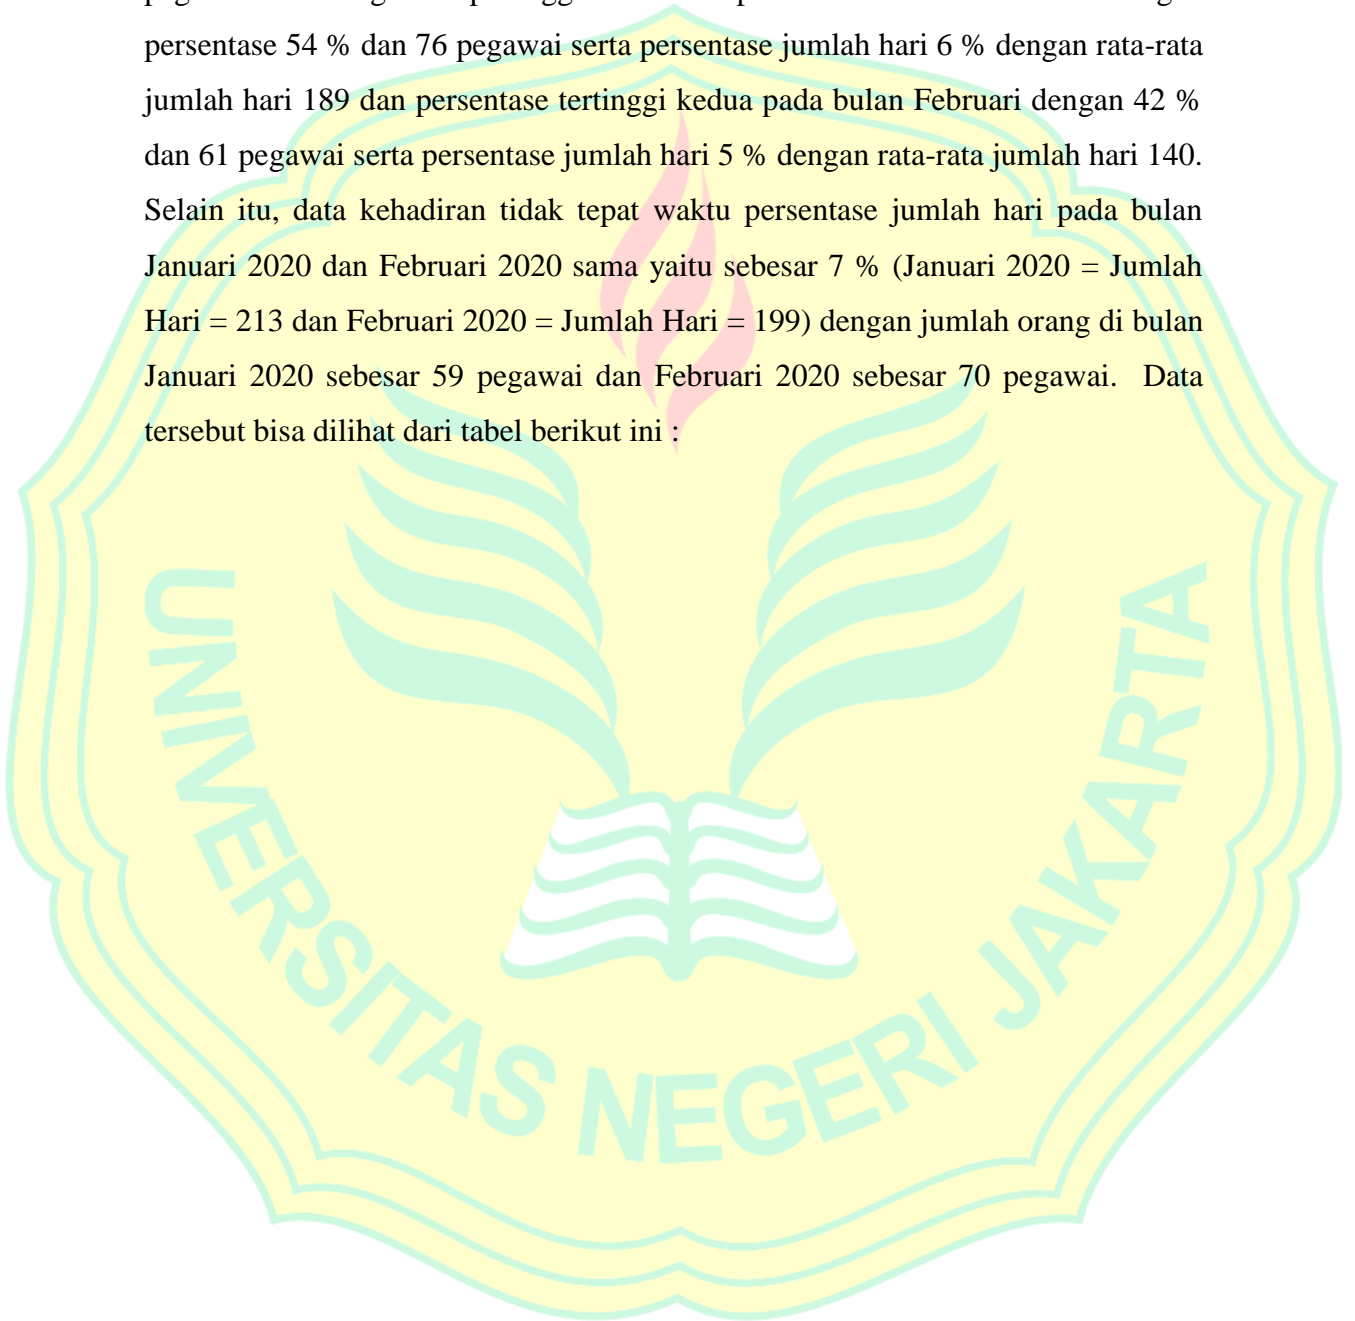 persentase 54 % dan 76 pegawai serta persentase jumlah hari 6 % dengan rata-rata
jumlah hari 189 dan persentase tertinggi kedua pada bulan Februari dengan 42 %
dan 61 pegawai serta persentase jumlah hari 5 % dengan rata-rata jumlah hari 140.
Selain itu, data kehadiran tidak tepat waktu persentase jumlah hari pada bulan
Januari 2020 dan Februari 2020 sama yaitu sebesar 7 % (Januari 2020 = Jumlah
Hari = 213 dan Februari 2020 = Jumlah Hari = 199) dengan jumlah orang di bulan
Januari 2020 sebesar 59 pegawai dan Februari 2020 sebesar 70 pegawai. Data
tersebut bisa dilihat dari tabel berikut ini :
UNIVERSITAS NEGERI JAKARTA